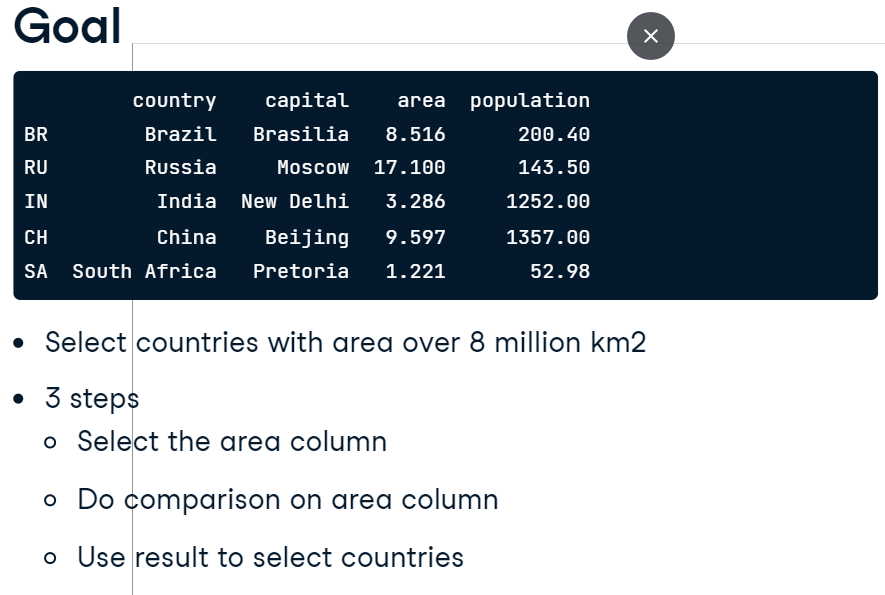 Goal
country capital area population
BR Brazil Brasilia 8.516 200.40
RU Russia Moscow 17.100 143.50
IN India New Delhi 3.286 1252.00
CH China Beijing 9.597 1357.00
SA South Africa Pretoria 1.221 52.98
Select countries with area over 8 million km2
3 steps
Select the area column
Do comparison on area column
Use result to select countries